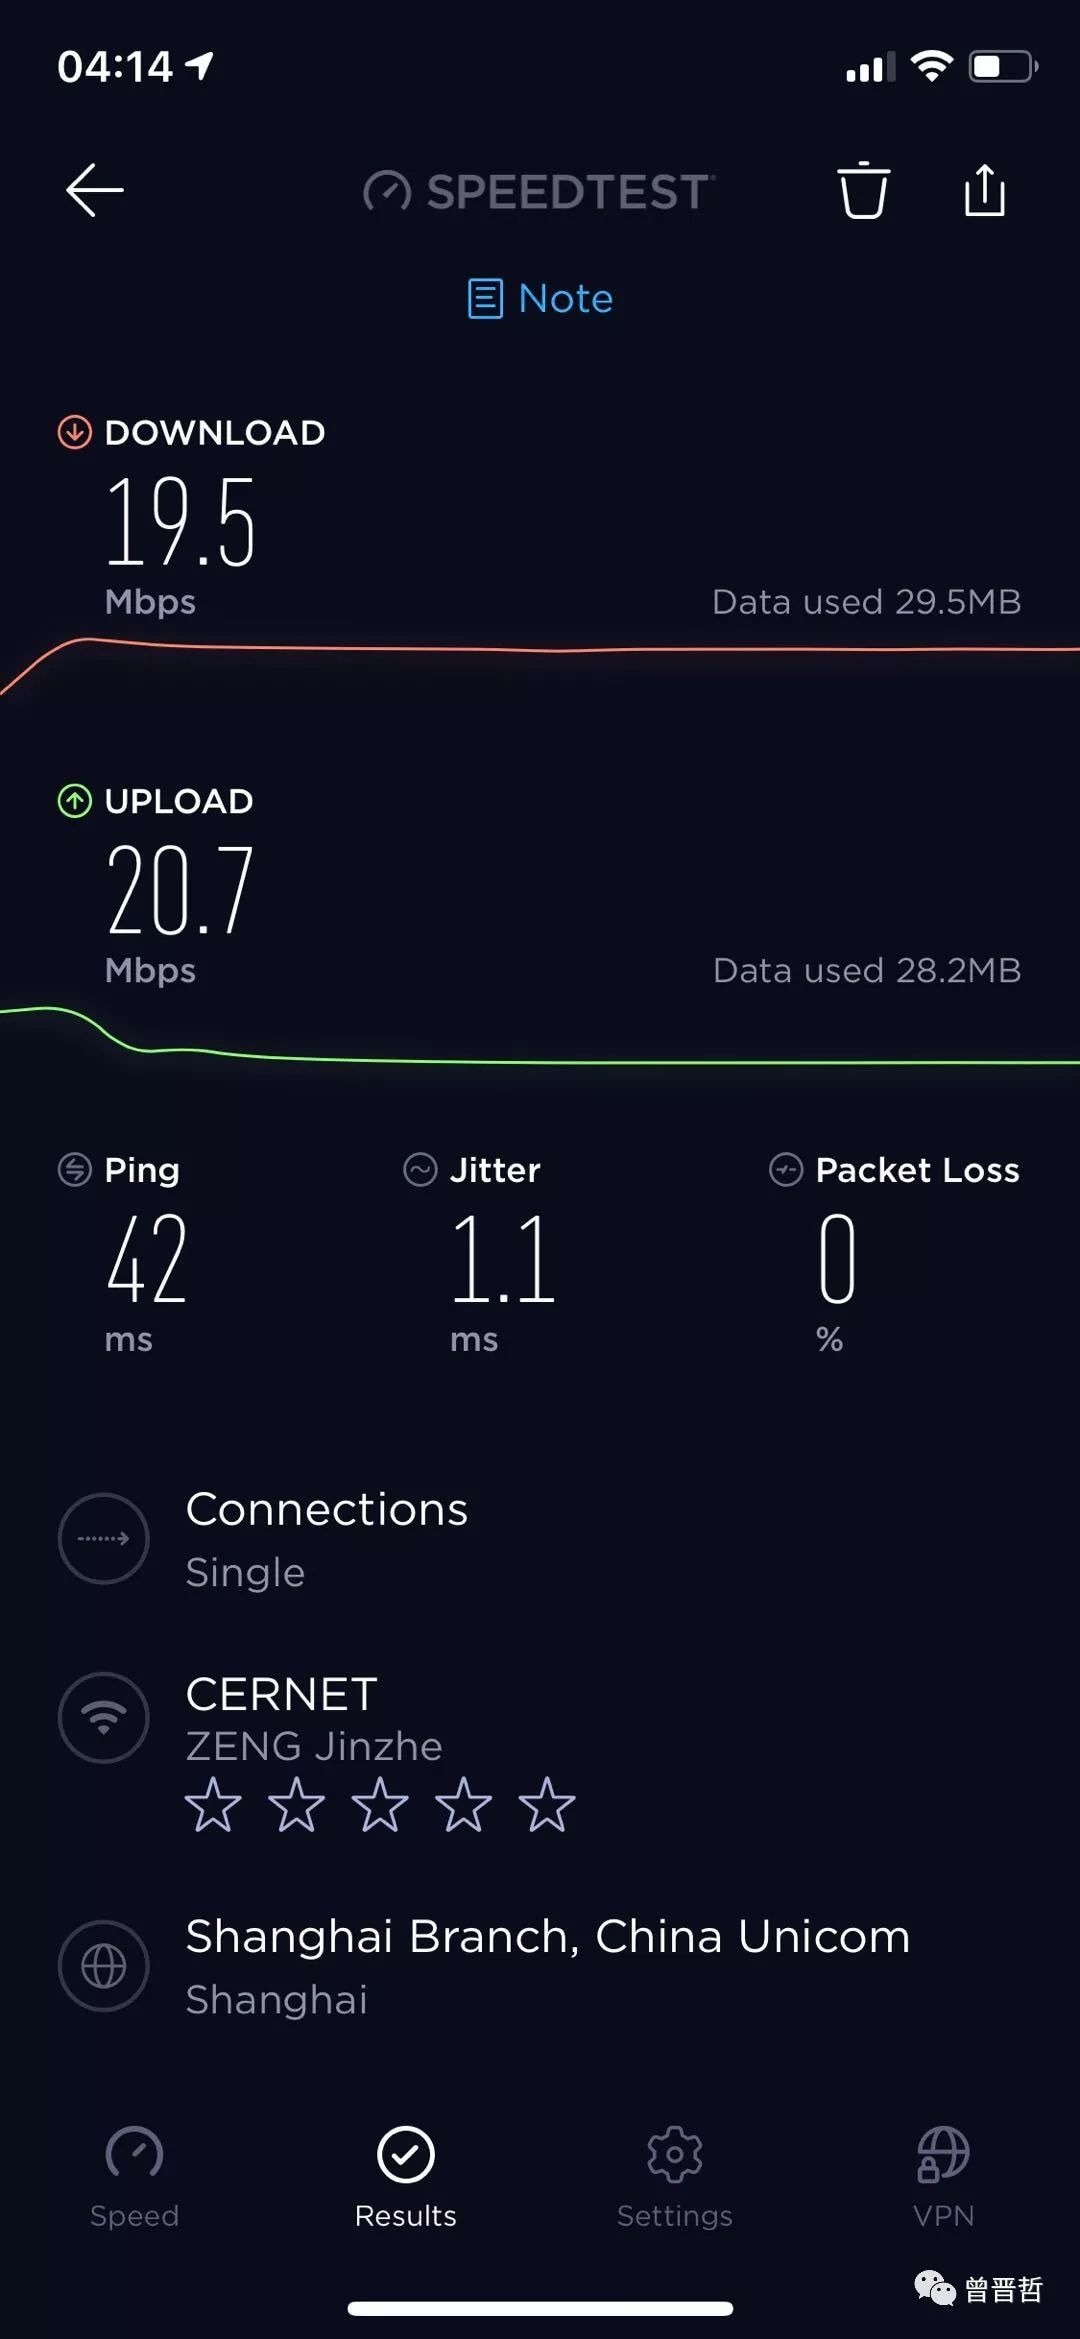 04:14
SPEEDTEST
Note
DOWNLOAD
19.5
Mbps
Data used 29.5MB
UPLOAD
20.7
Mbps
Data used 28.2MB
Ping
Jitter
Packet Loss
42
1.1
0
ms
ms
%
Connections
Single
CERNET
ZENG Jinzhe
Shanghai Branch, China Unicom
Shanghai
Speed
Results
Settings
VPN
曾晋哲